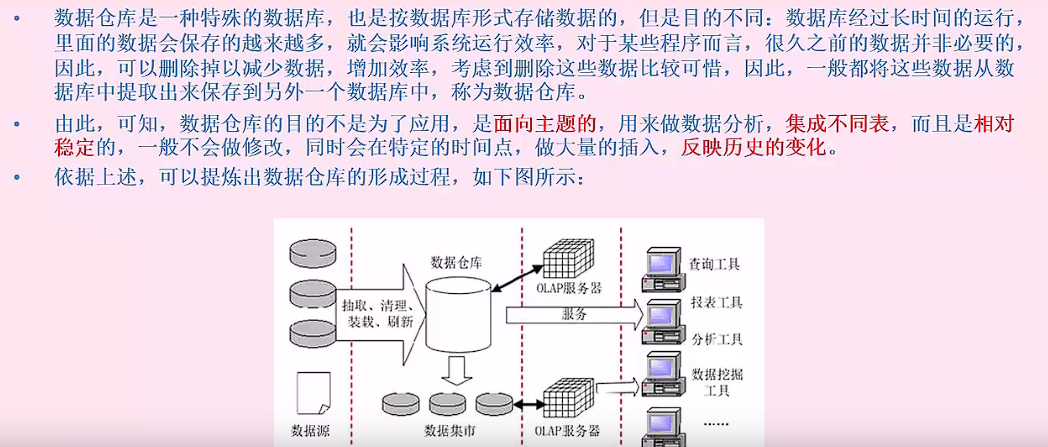 • 数据仓库是一种特殊的数据库，也是按数据库形式存储数据的，但是目的不同：数据库经过长时间的运行，
里面的数据会保存的越来越多，就会影响系统运行效率，对于某些程序而言，很久之前的数据并非必要的，
因此，可以删除掉以减少数据，增加效率，考虑到删除这些数据比较可惜，因此，一般都将这些数据从数
据库中提取出来保存到另外一个数据库中，称为数据仓库。
• 由此，可知，数据仓库的目的不是为了应用，是面向主题的，用来做数据分析，集成不同表，而且是相对
稳定的，一般不会做修改，同时会在特定的时间点，做大量的插入，反映历史的变化。
• 依据上述，可以提炼出数据仓库的形成过程，如下图所示：
数据仓库
抽取、清理、
装载、刷新
OLAP服务器
服务
查询工具
报表工具
分析工具
数据挖掘
工具
……
数据源
数据集市
OLAP服务器